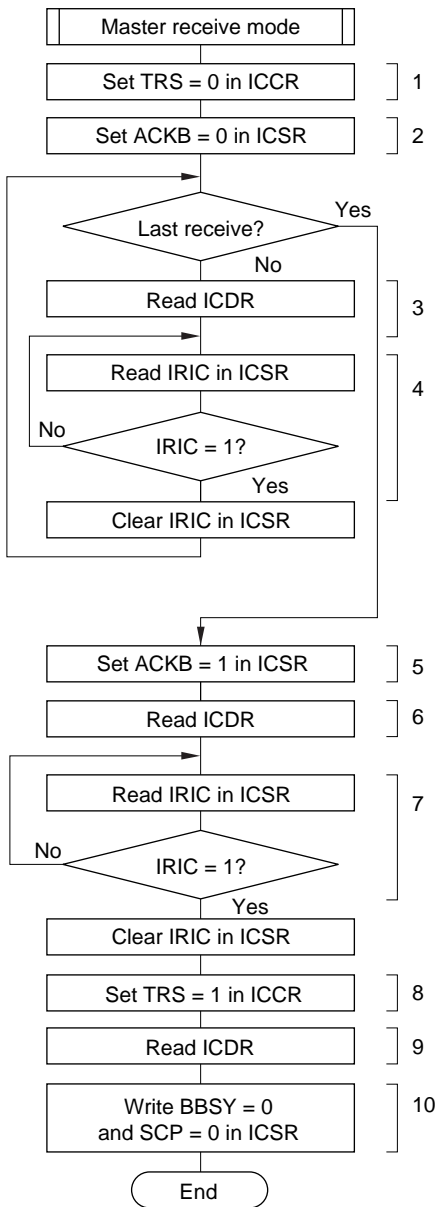 Master receive mode
Set TRS = 0 in ICCR
1
Set ACKB = 0 in ICSR
2
Last receive?
Yes
No
Read ICDR
3
Read IRIC in ICSR
4
No
IRIC = 1?
Yes
Clear IRIC in ICSR
Set ACKB = 1 in ICSR
5
Read ICDR
6
Read IRIC in ICSR
7
No
IRIC = 1?
Yes
Clear IRIC in ICSR
Set TRS = 1 in ICCR
8
Read ICDR
9
Write BBSY = 0
and SCP = 0 in ICSR
10
End